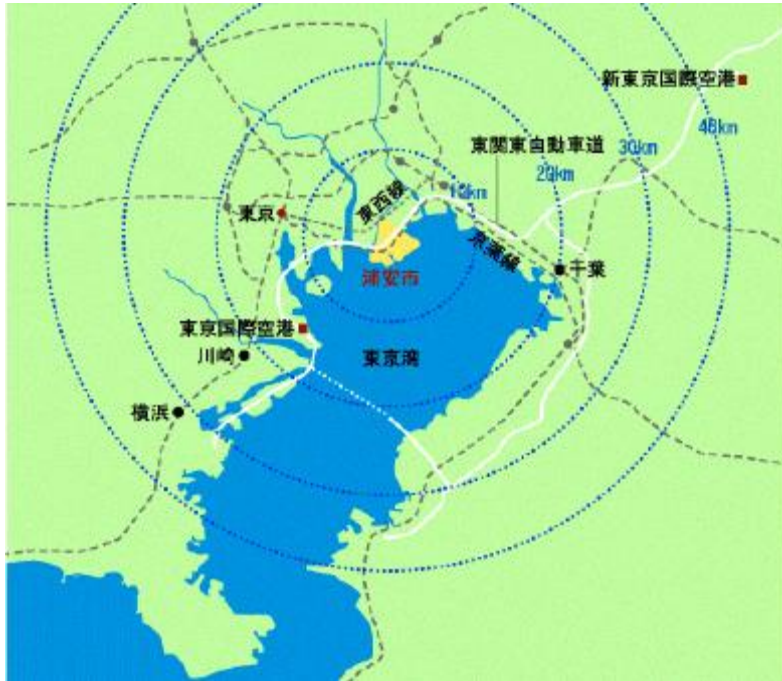 新東京国際空港
40km
30km
東関東自動車道
20km
10km
東西線
東京
京葉線
千葉
浦安市
東京国際空港
川崎
東京湾
横浜